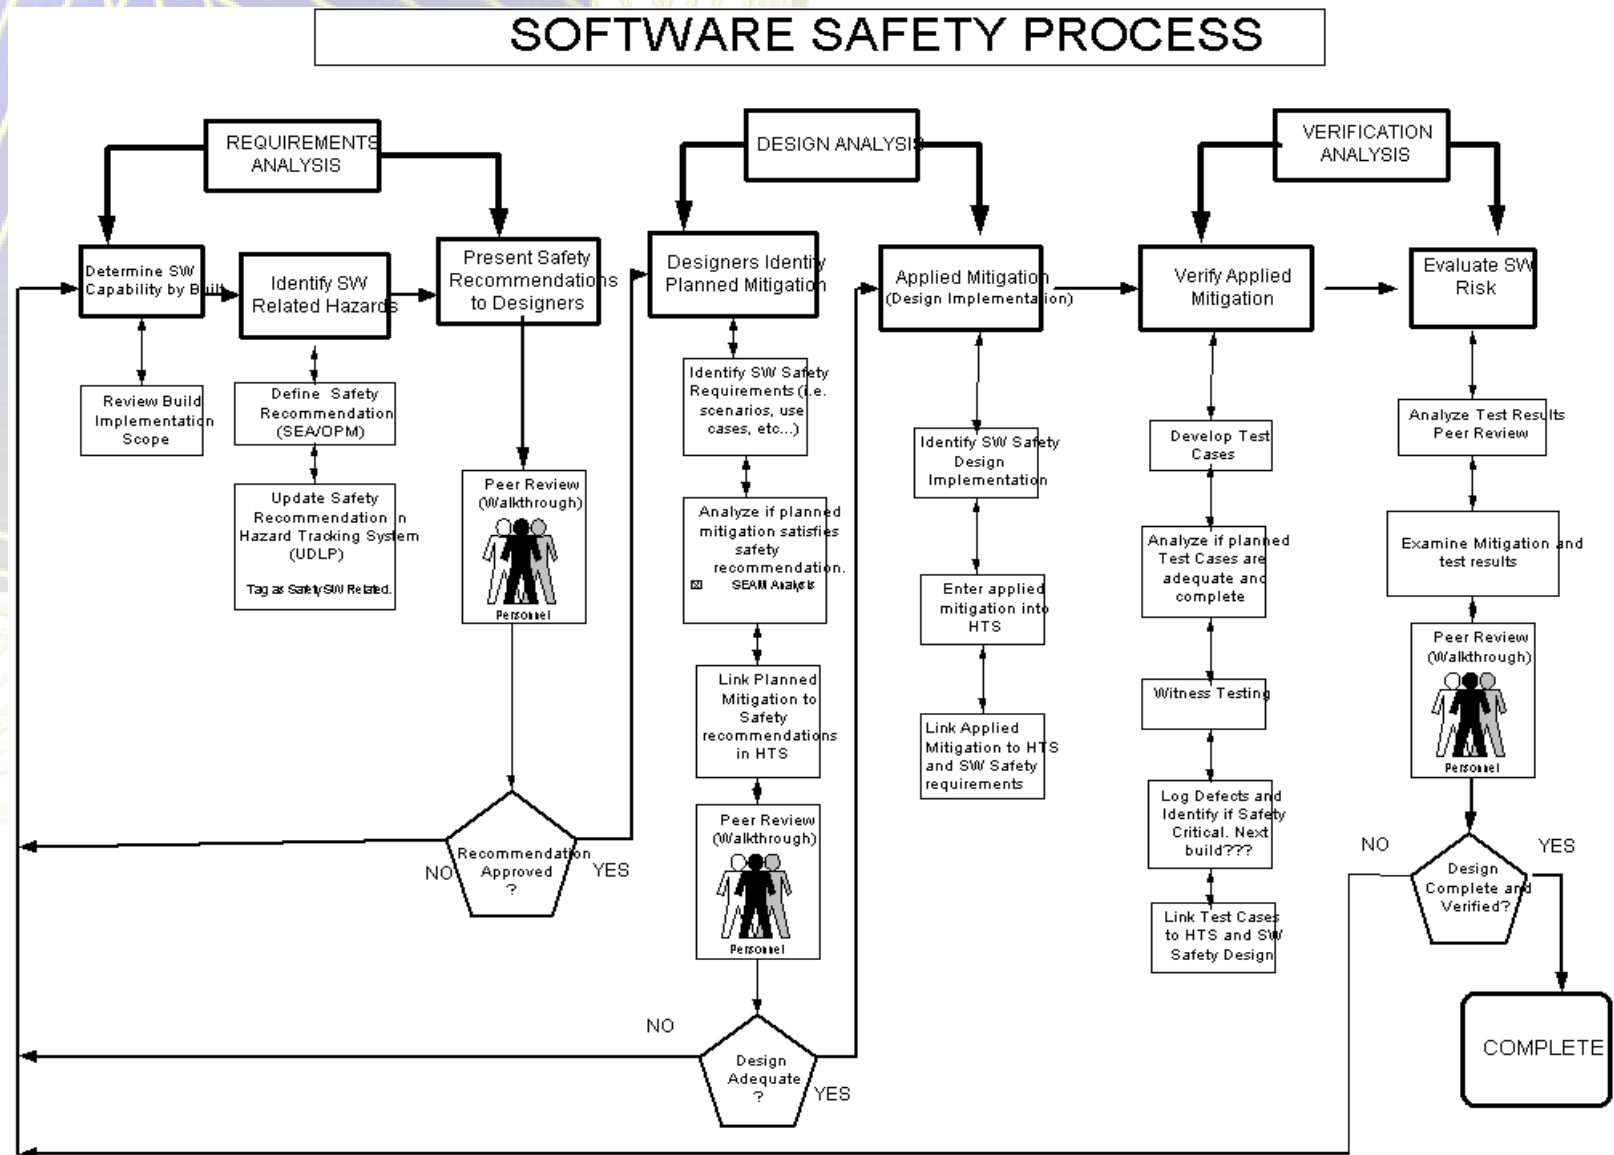 SOFTWARE SAFETY PROCESS
REQUIREMENTS
ANALYSIS
DESIGN ANALYSIS
VERIFICATION
ANALYSIS
Determine SW
Capability by Built
Identify SW
Related Hazards
Present Safety
Recommendations
to Designers
Designers Identify
Planned Mitigation
Applied Mitigation
(Design Implementation)
Verify Applied
Mitigation
Evaluate SW
Risk
Review Build
Implementation
Scope
Define Safety
Recommendation
(SEA/OPM)
Update Safety
Recommendation in
Hazard Tracking System
(UDLP)
Tag as Safety SW Related.
Peer Review
(Walkthrough)
Personnel
Recommendation
Approved
?
NO
YES
Identify SW Safety
Requirements (i.e.
scenarios, use
cases, etc...)
Analyze if planned
mitigation satisfies
safety
recommendation.
SEAM Analysis
Link Planned
Mitigation to
Safety
recommendations
in HTS
Peer Review
(Walkthrough)
Personnel
NO
Design
Adequate
?
YES
Identify SW Safety
Design
Implementation
Enter applied
mitigation into
HTS
Link Applied
Mitigation to HTS
and SW Safety
requirements
Develop Test
Cases
Analyze if planned
Test Cases are
adequate and
complete
Witness Testing
Log Defects and
Identify if Safety
Critical. Next
build???
Link Test Cases
to HTS and SW
Safety Design
Analyze Test Results
Peer Review
Examine Mitigation and
test results
Peer Review
(Walkthrough)
Personnel
NO
YES
Design
Complete and
Verified?
COMPLETE